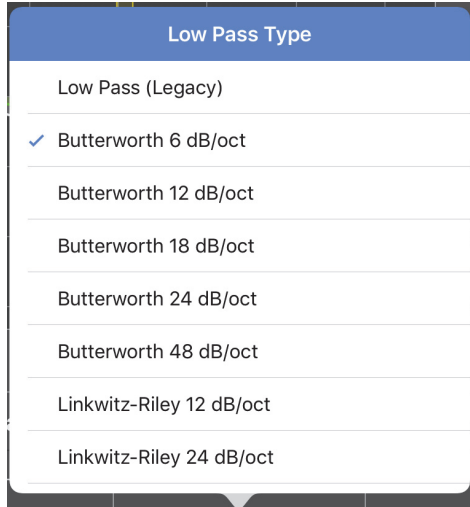 Low Pass Type
Low Pass (Legacy)
Butterworth 6 dB/oct
Butterworth 12 dB/oct
Butterworth 18 dB/oct
Butterworth 24 dB/oct
Butterworth 48 dB/oct
Linkwitz-Riley 12 dB/oct
Linkwitz-Riley 24 dB/oct